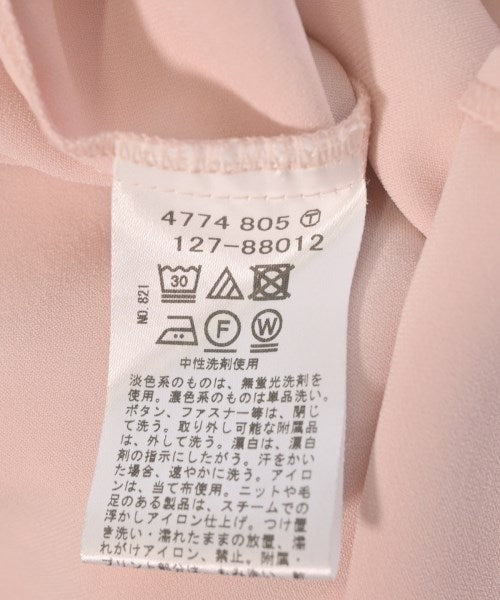 4774 805 Ⓣ
127-88012
NO.821
30
F W
中性洗剤使用
淡色系のものは、無蛍光洗剤を
使用。濃色系のものは単品洗い。
ボタン、ファスナー等は、閉じ
て洗う。取り外し可能な附属品
は、外して洗う。漂白は、漂白
剤の指示にしたがう。汗をかい
た場合、速やかに洗う。アイロ
ンは、当て布使用。ニットや毛
足のある製品は、スチームでの
浮かしアイロン仕上げ。つけ置
き洗い・濡れたままの放置、濡
れがけアイロン、禁止。附属・